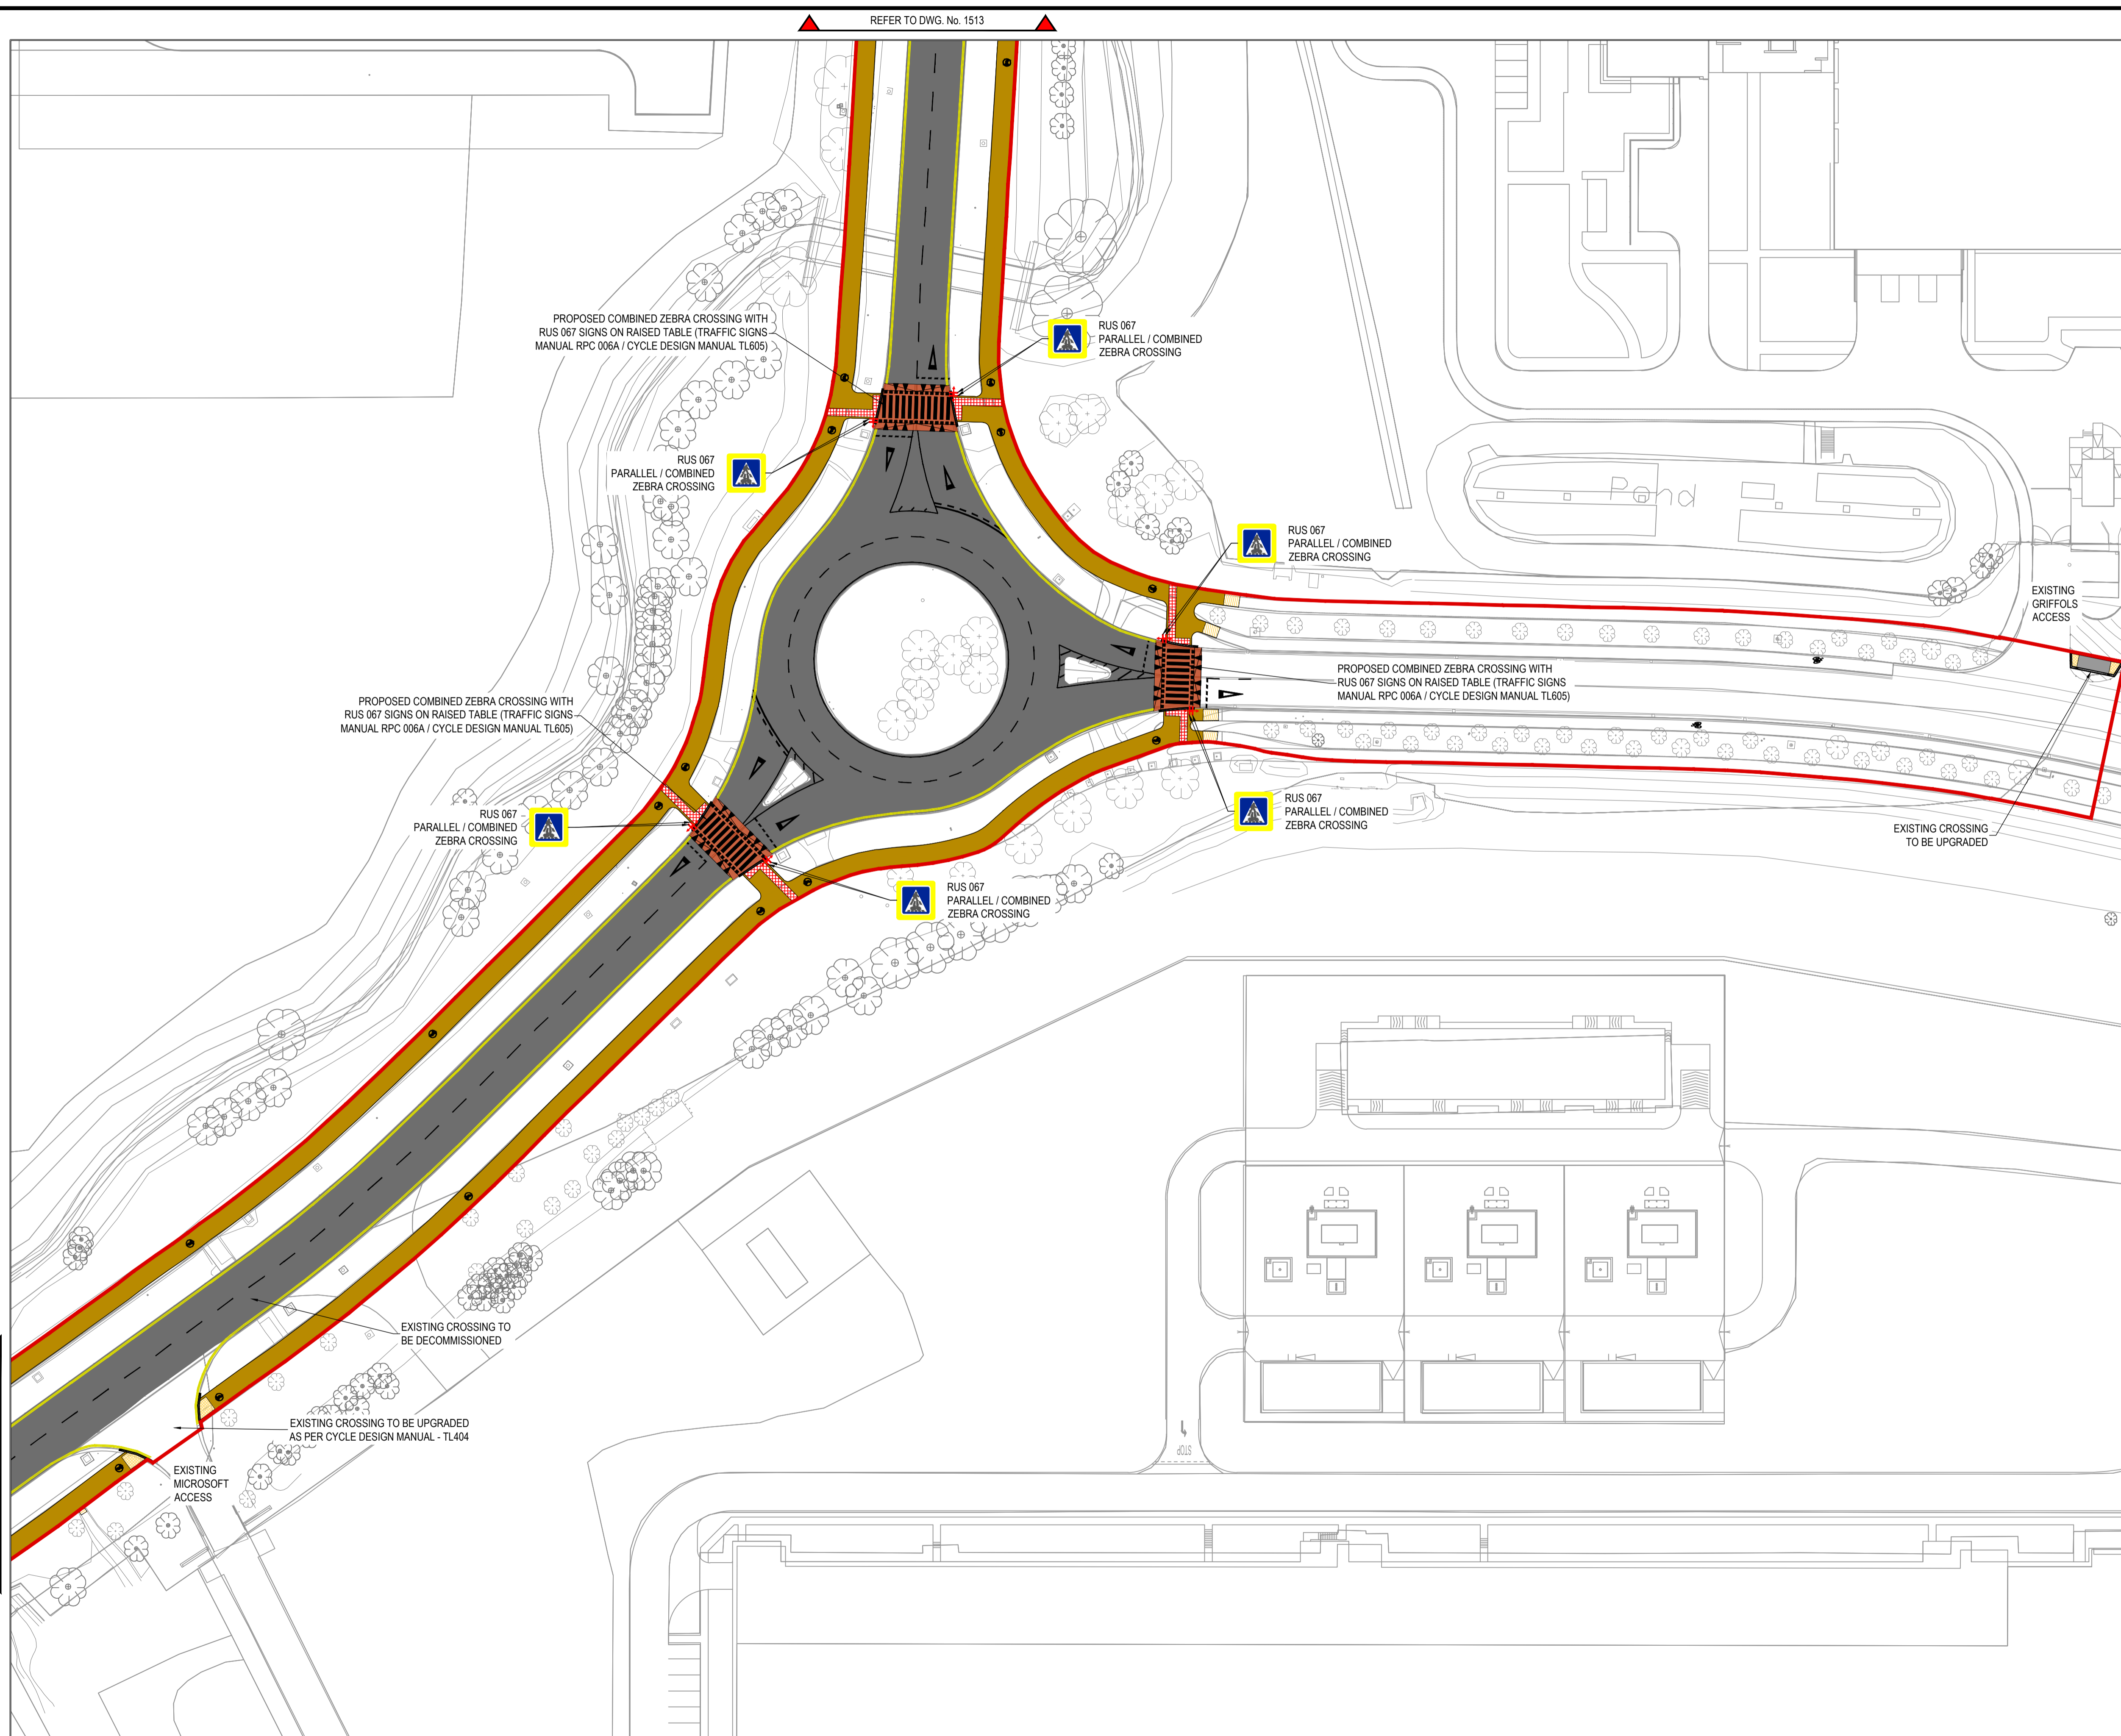 REFER TO DWG. No. 1513
PROPOSED COMBINED ZEBRA CROSSING WITH
RUS 067 SIGNS ON RAISED TABLE (TRAFFIC SIGNS
MANUAL RPC 006A / CYCLE DESIGN MANUAL TL605)
RUS 067
PARALLEL / COMBINED
ZEBRA CROSSING
RUS 067
PARALLEL / COMBINED
ZEBRA CROSSING
Pond
RUS 067
PARALLEL / COMBINED
ZEBRA CROSSING
EXISTING
GRIFFOLS
ACCESS
PROPOSED COMBINED ZEBRA CROSSING WITH
RUS 067 SIGNS ON RAISED TABLE (TRAFFIC SIGNS
MANUAL RPC 006A / CYCLE DESIGN MANUAL TL605)
PROPOSED COMBINED ZEBRA CROSSING WITH
RUS 067 SIGNS ON RAISED TABLE (TRAFFIC SIGNS
MANUAL RPC 006A / CYCLE DESIGN MANUAL TL605)
RUS 067
PARALLEL / COMBINED
ZEBRA CROSSING
RUS 067
PARALLEL / COMBINED
ZEBRA CROSSING
EXISTING CROSSING
TO BE UPGRADED
RUS 067
PARALLEL / COMBINED
ZEBRA CROSSING
EXISTING CROSSING TO
BE DECOMMISSIONED
EXISTING CROSSING TO BE UPGRADED
AS PER CYCLE DESIGN MANUAL - TL404
EXISTING
MICROSOFT
ACCESS
STOP